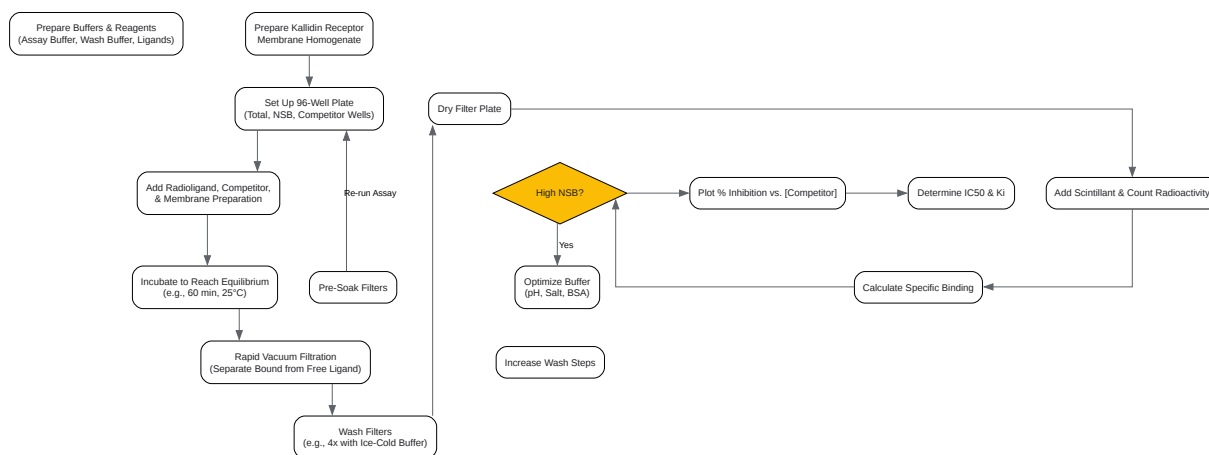 Prepare Buffers & Reagents
(Assay Buffer, Wash Buffer, Ligands)
Prepare Kallidin Receptor
Membrane Homogenate
Set Up 96-Well Plate
(Total, NSB, Competitor Wells)
Dry Filter Plate
Add Radioligand, Competitor,
& Membrane Preparation
Re-run Assay
High NSB?
Plot % Inhibition vs. [Competitor]
Determine IC50 & Ki
Add Scintillant & Count Radioactivity
Yes
Incubate to Reach Equilibrium
(e.g., 60 min, 25°C)
Pre-Soak Filters
Optimize Buffer
(pH, Salt, BSA)
Calculate Specific Binding
Rapid Vacuum Filtration
(Separate Bound from Free Ligand)
Increase Wash Steps
Wash Filters
(e.g., 4x with Ice-Cold Buffer)